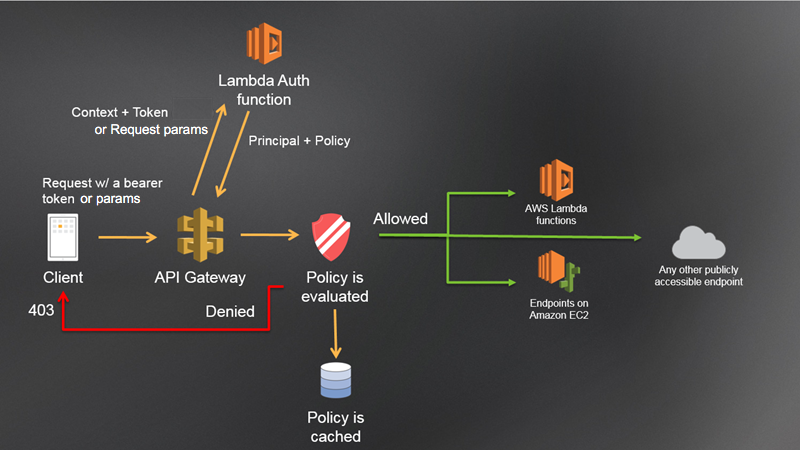 Lambda Auth
function
Context + Token
or Request params
Principal + Policy
Request w/ a bearer
token or params
Client
API Gateway
Policy is
evaluated
Allowed
AWS Lambda
functions
Endpoints on
Amazon EC2
Any other publicly
accessible endpoint
403
Denied
Policy is
cached